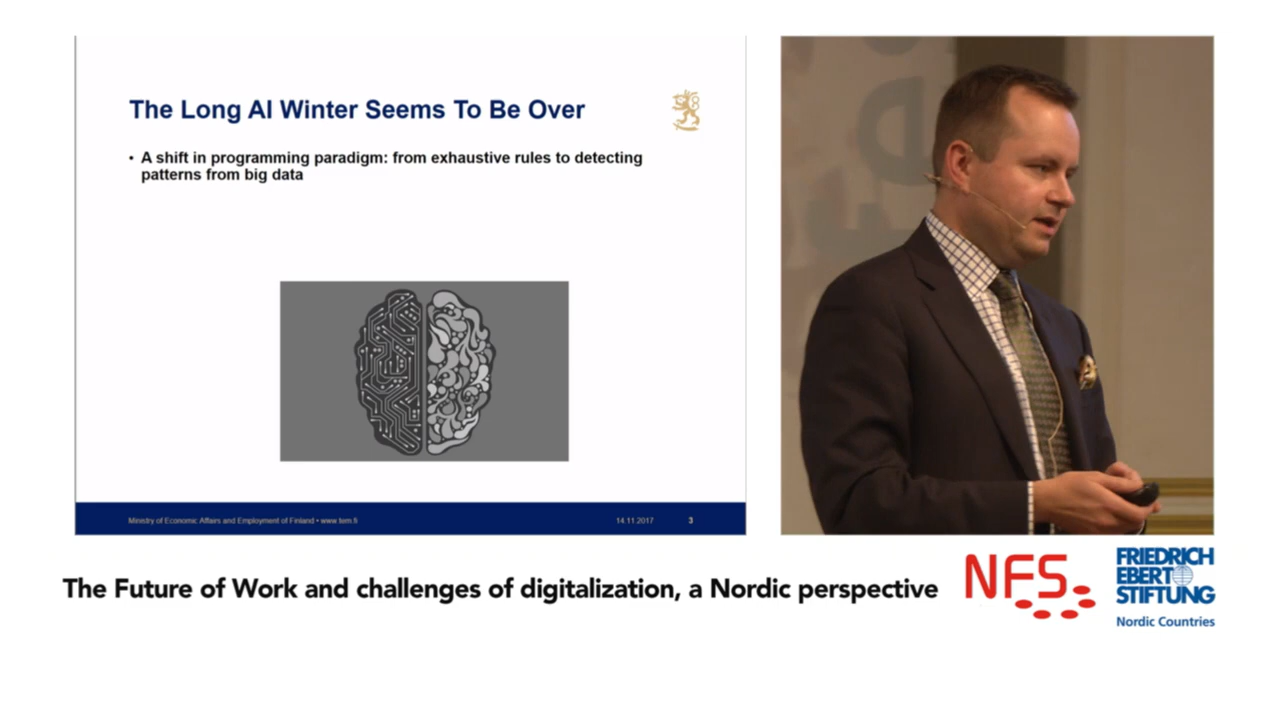 The Long AI Winter Seems To Be Over
• A shift in programming paradigm: from exhaustive rules to detecting
patterns from big data
Ministry of Economic Affairs and Employment of Finland • www.tem.fi
14.11.2017
3
The Future of Work and challenges of digitalization, a Nordic perspective
NFS
FRIEDRICH
EBERT
STIFTUNG
Nordic Countries